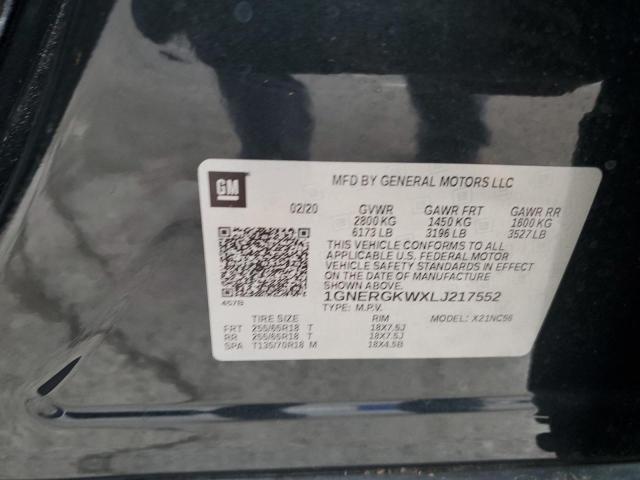 GM
MFD BY GENERAL MOTORS LLC
02/20 GVWR GAWR FRT GAWR RR
2800 KG 1450 KG 1600 KG
6173 LB 3196 LB 3527 LB
THIS VEHICLE CONFORMS TO ALL
APPLICABLE U.S. FEDERAL MOTOR
VEHICLE SAFETY STANDARDS IN EFFECT
ON THE DATE OF MANUFACTURE
SHOWN ABOVE.
1GNERGKWXLJ217552
TYPE: M.P.V. MODEL: X21NC56
TIRE SIZE RIM
FRT 255/65R18 T 18X7.5J
RR 255/65R18 T 18X7.5J
SPA T135/70R18 M 18X4.5B